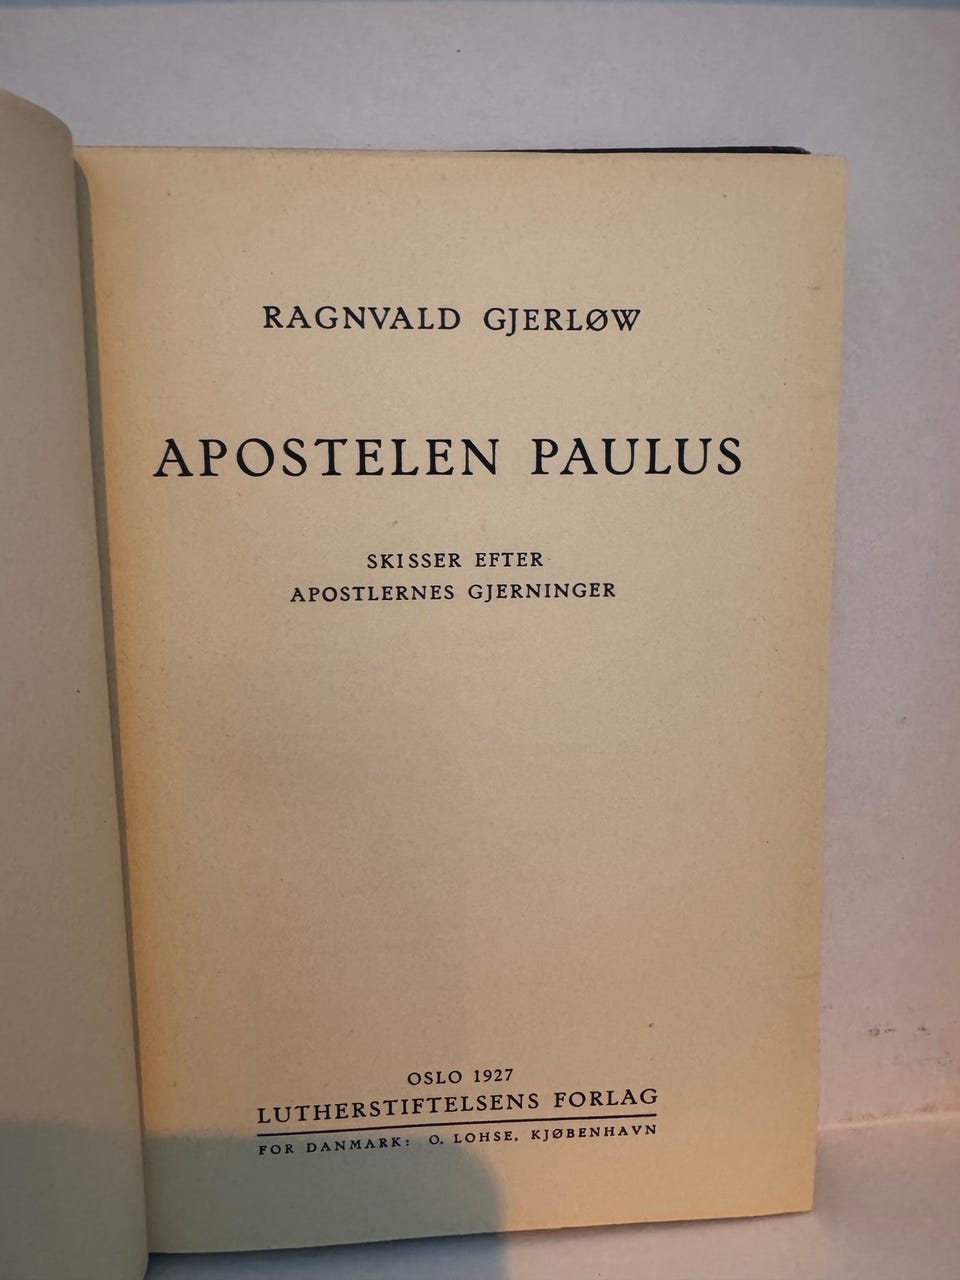 RAGNVALD GJERLØW
APOSTELEN PAULUS
SKISSER EFTER
APOSTLERNES GJERNINGER
OSLO 1927
LUTHERSTIFTELSENS FORLAG
FOR DANMARK: O. LOHSE, KJØBENHAVN